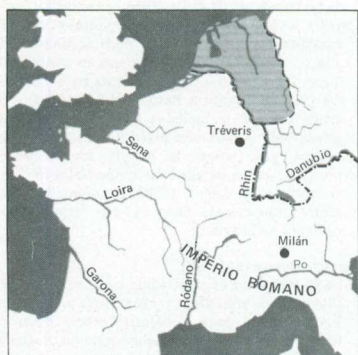 Tréveris
Sena
Rhin
Danubio
Loira
Milán
Po
IMPERIO ROMANO
Garona
Ródano